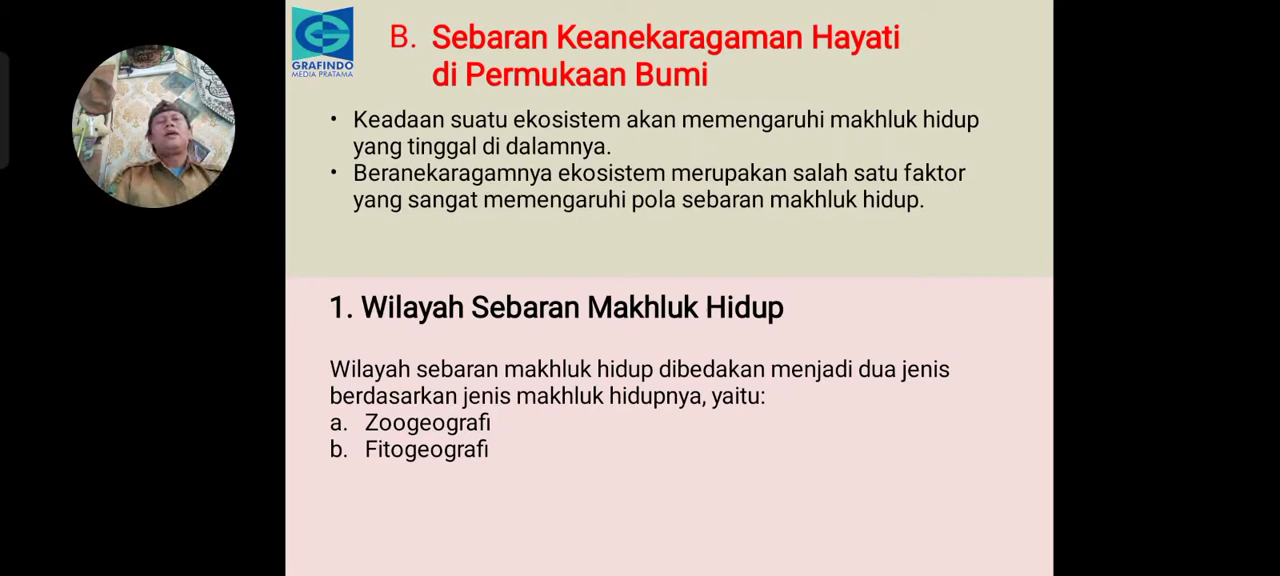 GRAFINDO
MEDIA PRATAMA
B. Sebaran Keanekaragaman Hayati
di Permukaan Bumi
• Keadaan suatu ekosistem akan memengaruhi makhluk hidup
yang tinggal di dalamnya.
• Beranekaragamnya ekosistem merupakan salah satu faktor
yang sangat memengaruhi pola sebaran makhluk hidup.
1. Wilayah Sebaran Makhluk Hidup
Wilayah sebaran makhluk hidup dibedakan menjadi dua jenis
berdasarkan jenis makhluk hidupnya, yaitu:
a. Zoogeografi
b. Fitogeografi